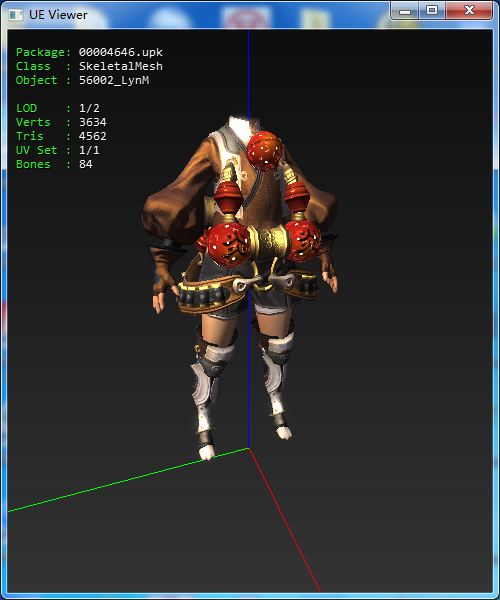 UE Viewer
Package: 00004646.upk
Class : SkeletalMesh
Object : 56002_LynM
LOD : 1/2
Verts : 3634
Tris : 4562
UV Set : 1/1
Bones : 84